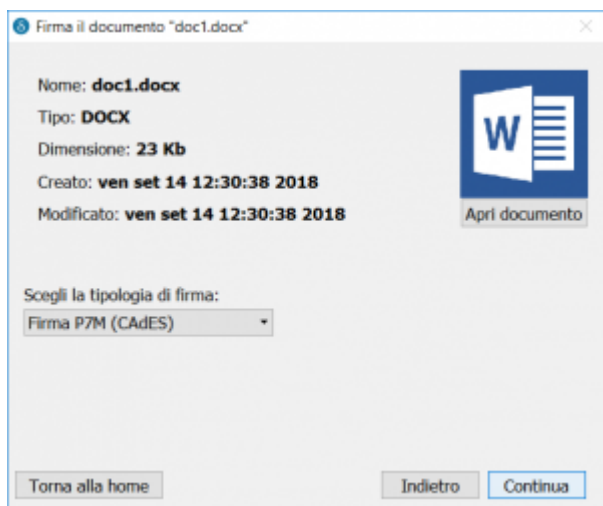 Firma il documento "doc1.docx"
Nome: doc1.docx
Tipo: DOCX
Dimensione: 23 Kb
Creato: ven set 14 12:30:38 2018
Modificato: ven set 14 12:30:38 2018
W
Apri documento
Scegli la tipologia di firma:
Firma P7M (CAdES)
Torna alla home
Indietro
Continua